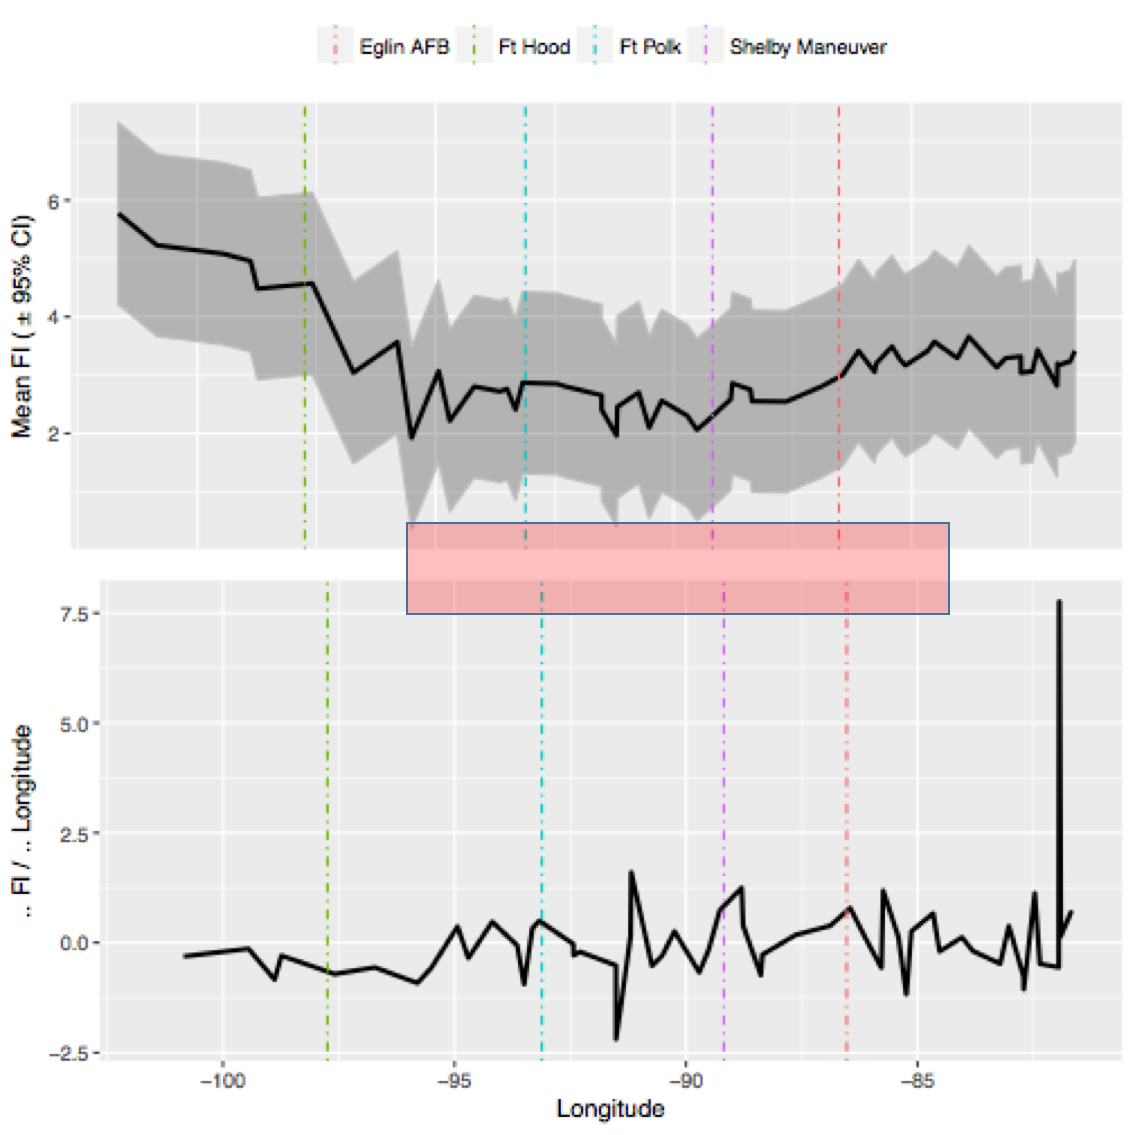 Eglin AFB Ft Hood Ft Polk Shelby Maneuver
Mean FI ( ± 95% CI)
6
4
2
.. FI / .. Longitude
7.5
5.0
2.5
0.0
−2.5
−100 −95 −90 −85
Longitude